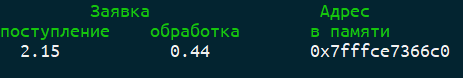 Заявка Адрес
поступление обработка в памяти
2.15 0.44 0x7fffce7366c0